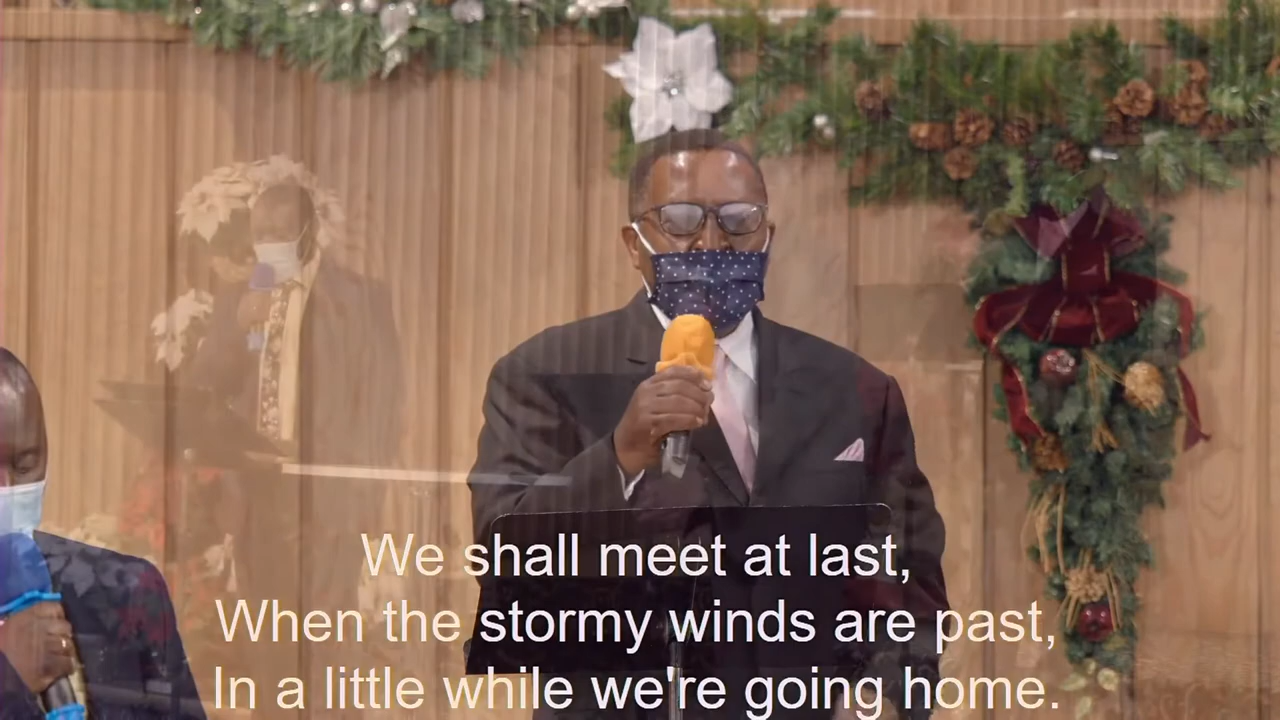 We shall meet at last,
When the stormy winds are past,
In a little while we're going home.